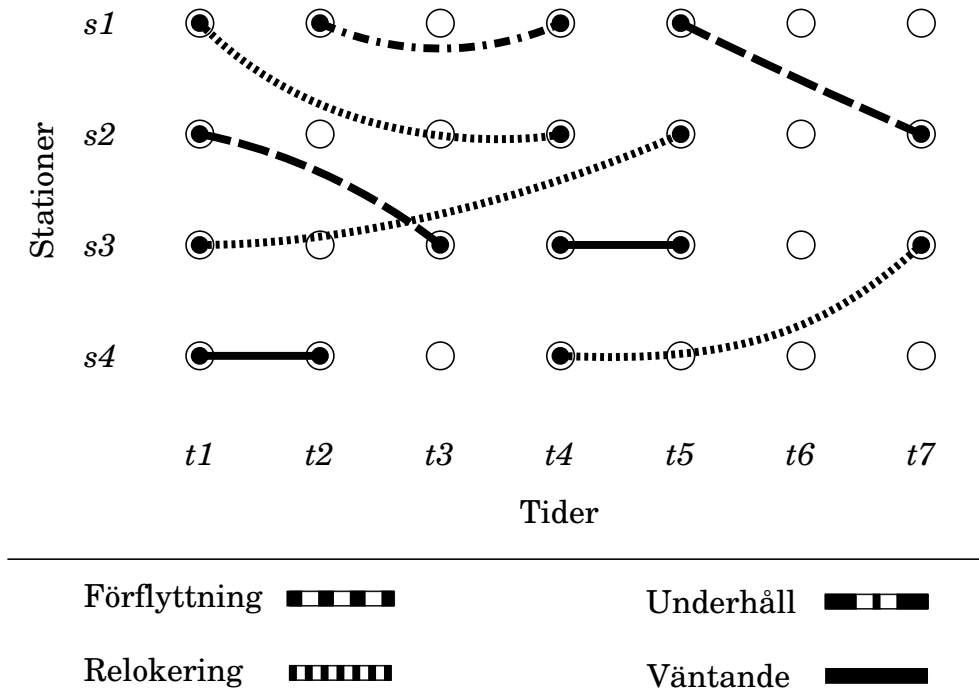 s1
s2
s3
s4
Stationer
t1 t2 t3 t4 t5 t6 t7
Tider
Förflyttning Underhåll
Relokering Väntande